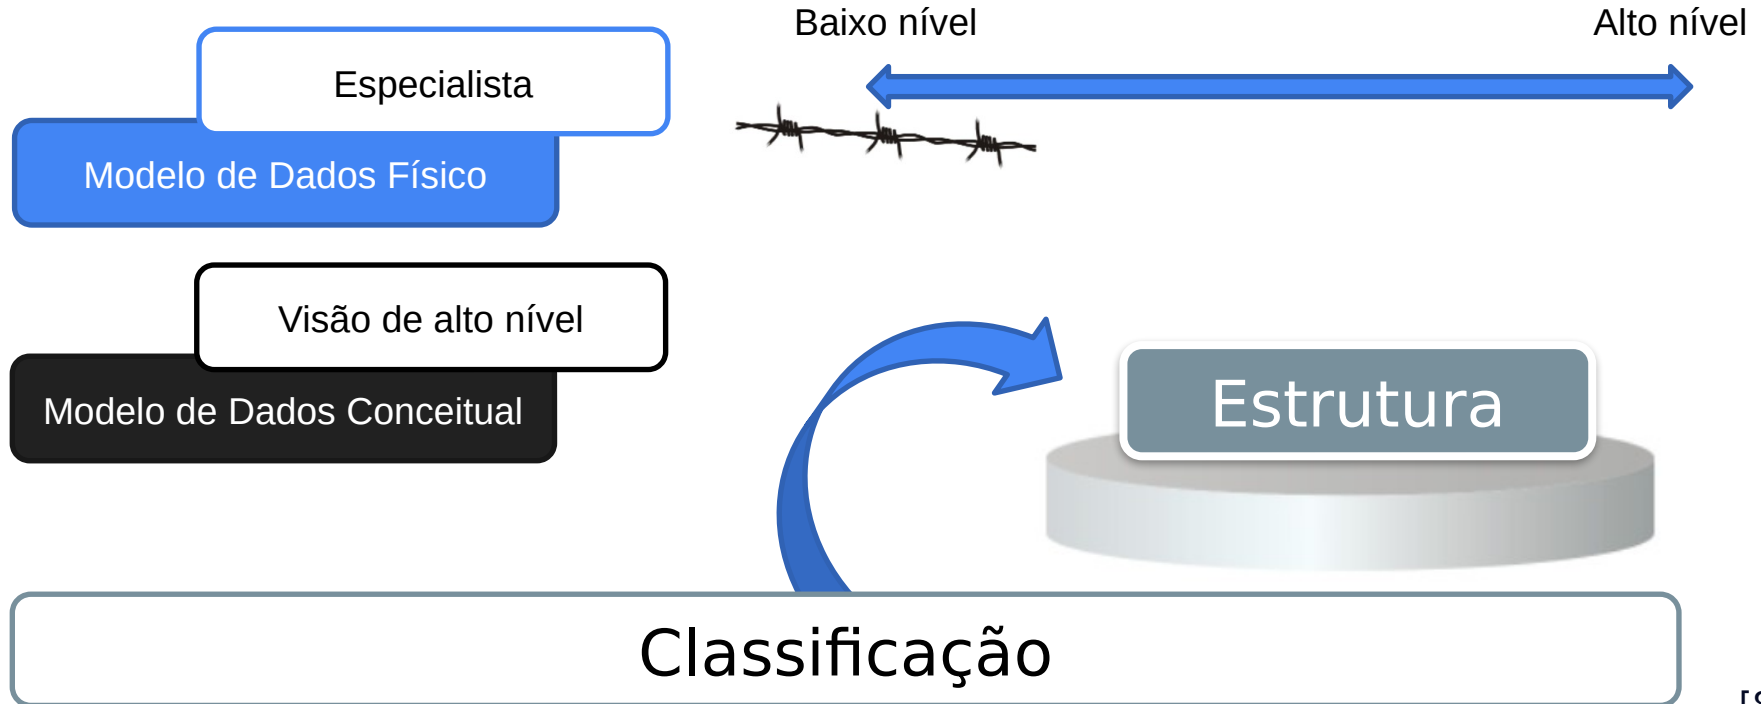 Baixo nível
Alto nível
Especialista
Modelo de Dados Físico
Visão de alto nível
Modelo de Dados Conceitual
Estrutura
Classificação